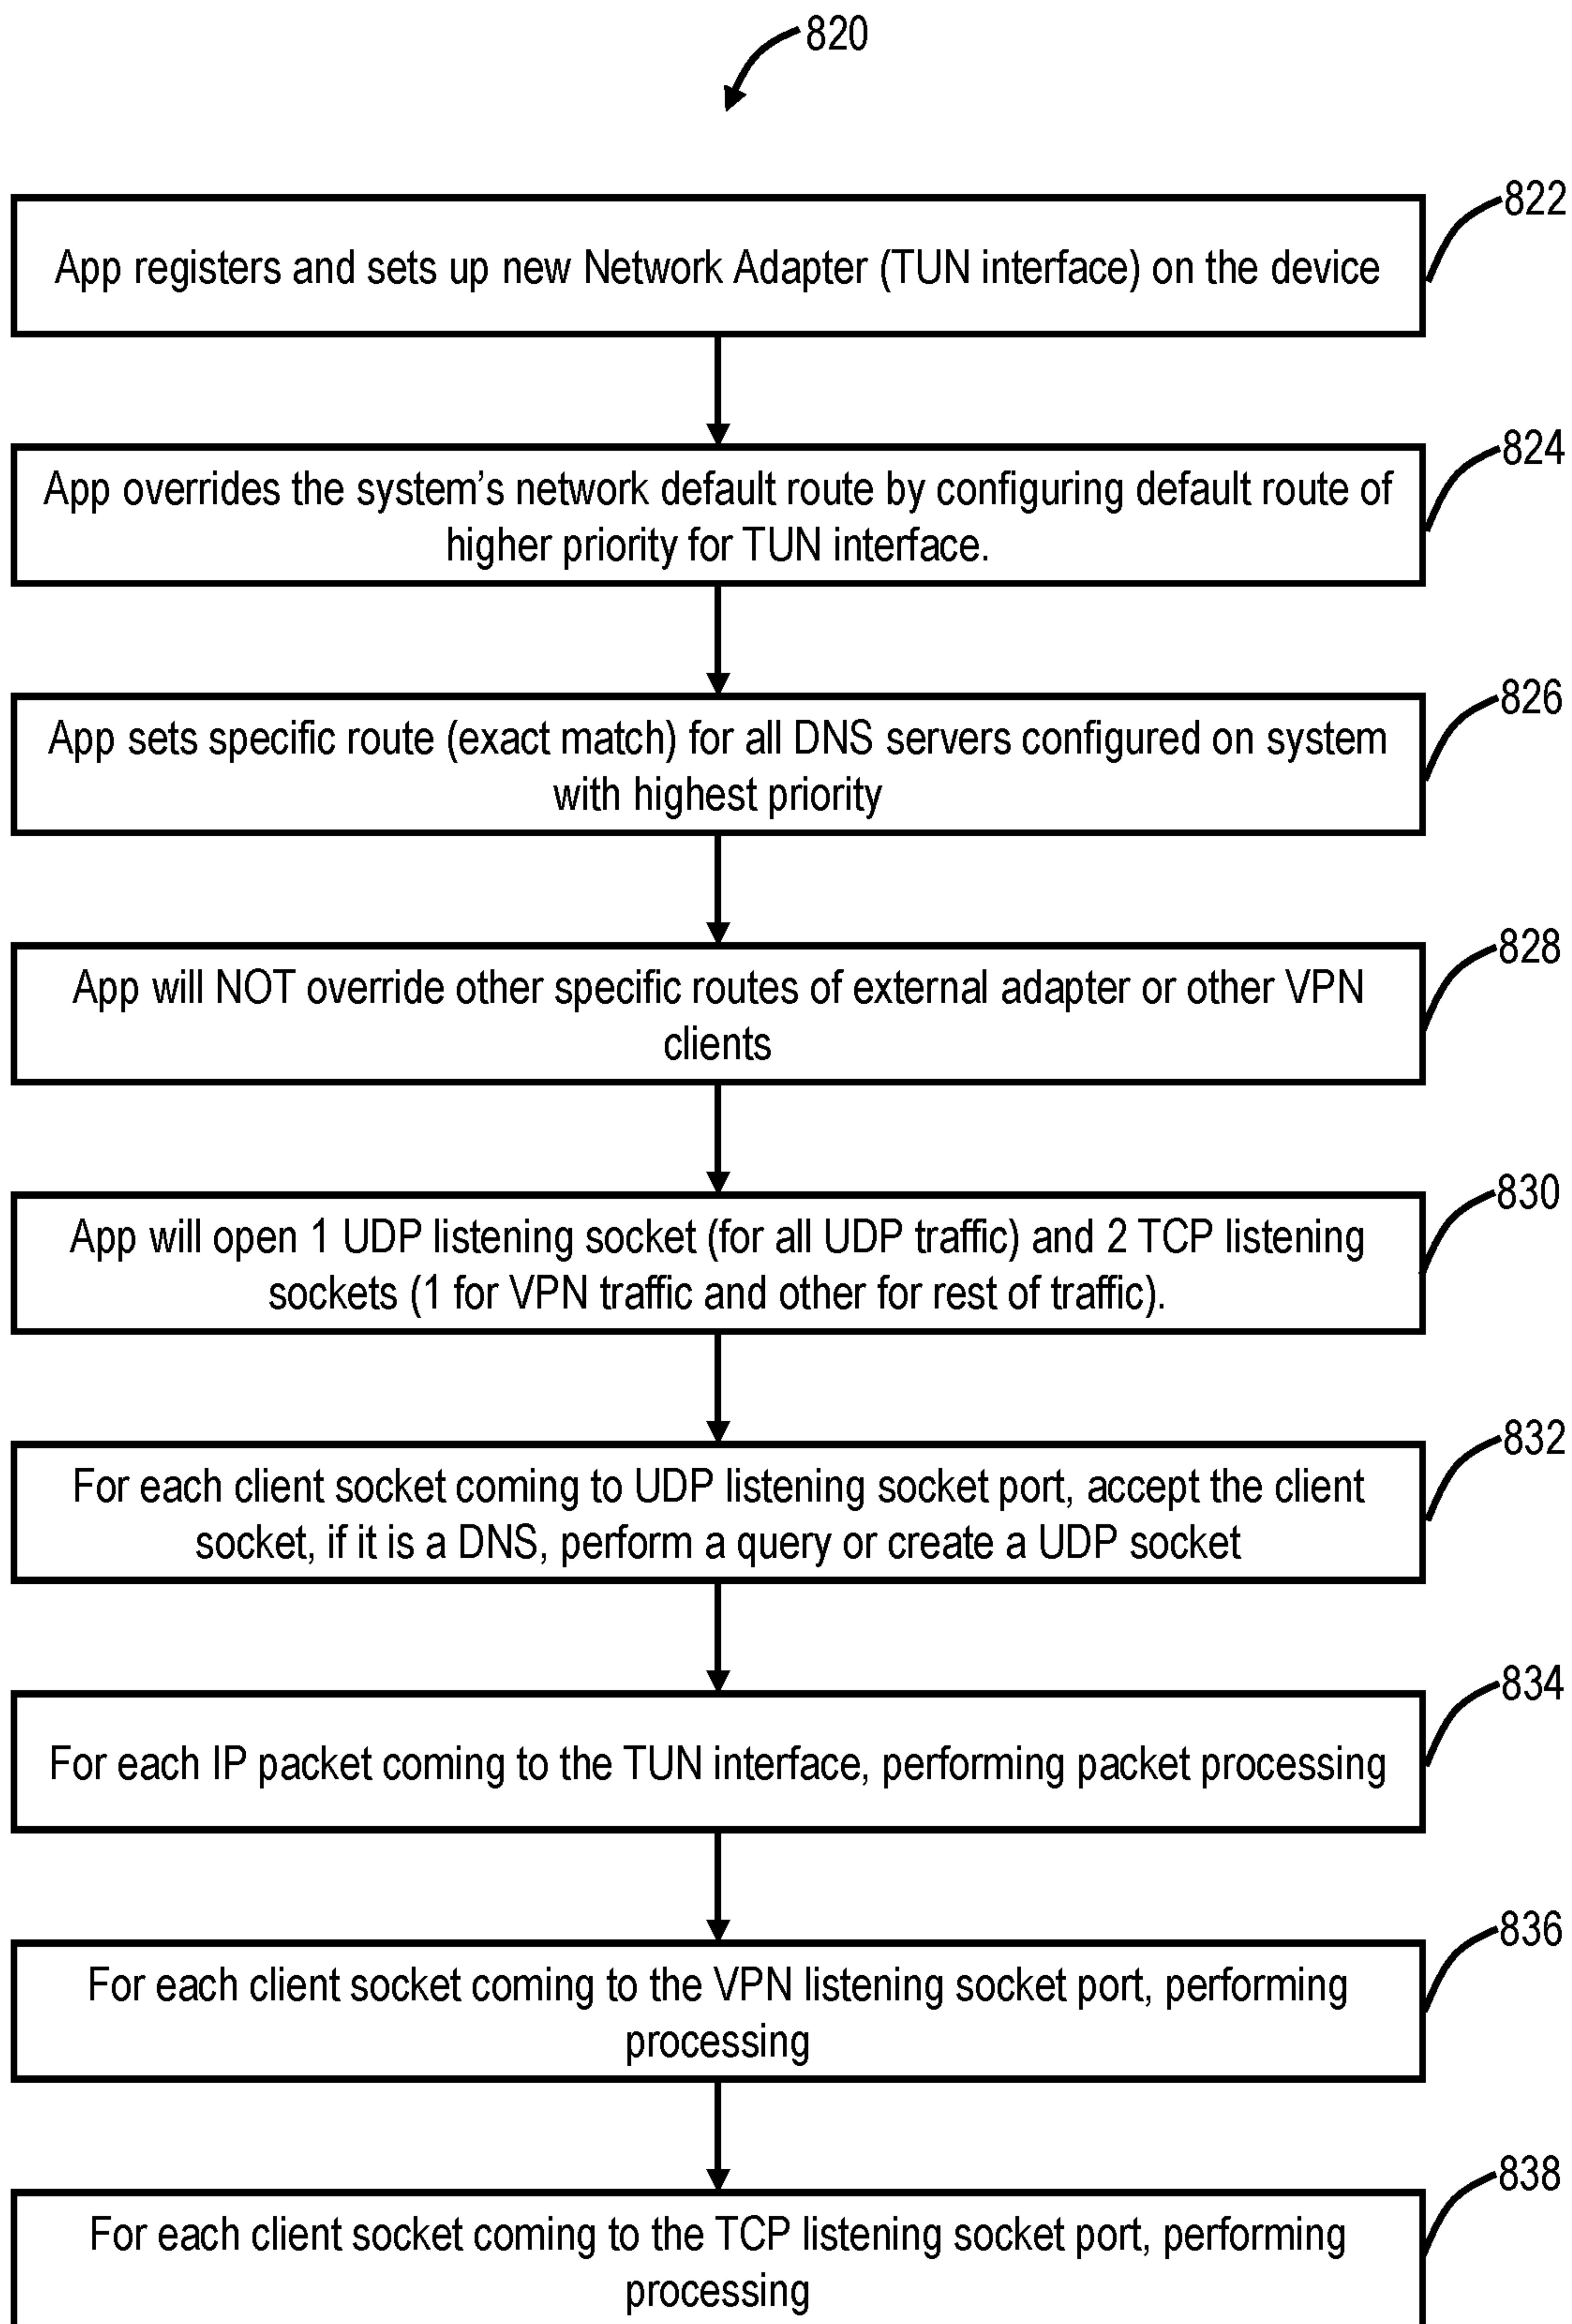 820
822
App registers and sets up new Network Adapter (TUN interface) on the device
824
App overrides the system’s network default route by configuring default route of
higher priority for TUN interface.
826
App sets specific route (exact match) for all DNS servers configured on system
with highest priority
828
App will NOT override other specific routes of external adapter or other VPN
clients
830
App will open 1 UDP listening socket (for all UDP traffic) and 2 TCP listening
sockets (1 for VPN traffic and other for rest of traffic).
832
For each client socket coming to UDP listening socket port, accept the client
socket, if it is a DNS, perform a query or create a UDP socket
834
For each IP packet coming to the TUN interface, performing packet processing
836
For each client socket coming to the VPN listening socket port, performing
processing
838
For each client socket coming to the TCP listening socket port, performing
processing